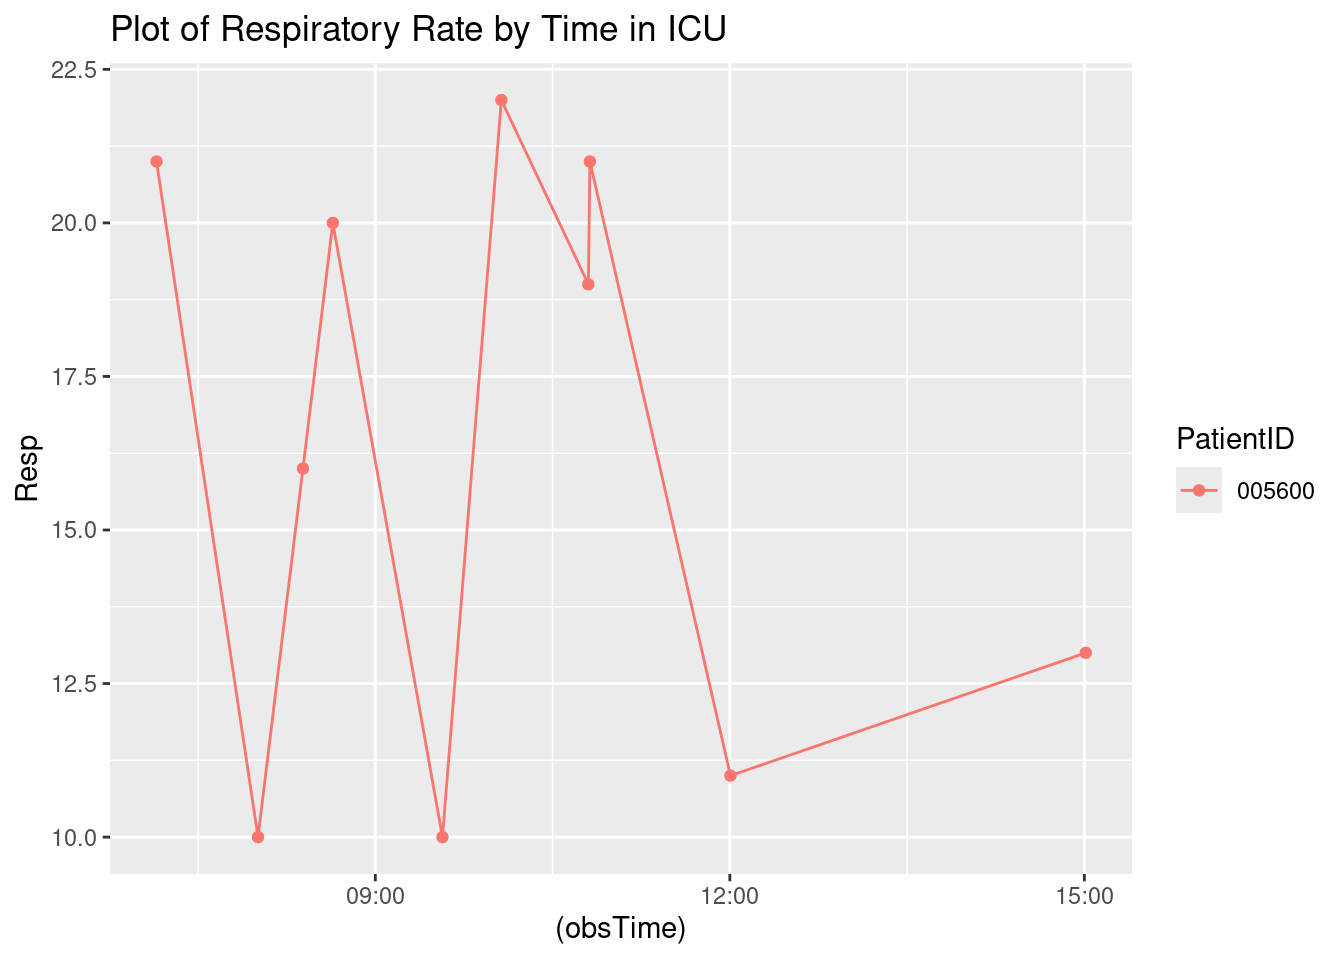 Plot of Respiratory Rate by Time in ICU
22.5
20.0
17.5
15.0
12.5
10.0
Resp
09:00 12:00 15:00
(obsTime)
PatientID
005600